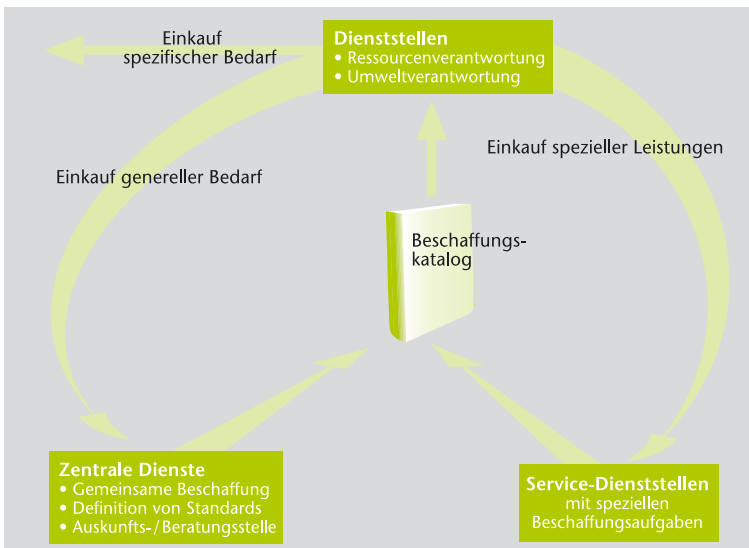 Einkauf
spezifischer Bedarf
Dienststellen
• Ressourcenverantwortung
• Umweltverantwortung
Einkauf spezieller Leistungen
Einkauf genereller Bedarf
Beschaffungs-
katalog
Zentrale Dienste
• Gemeinsame Beschaffung
• Definition von Standards
• Auskunfts-/Beratungsstelle
Service-Dienststellen
mit speziellen
Beschaffungsaufgaben